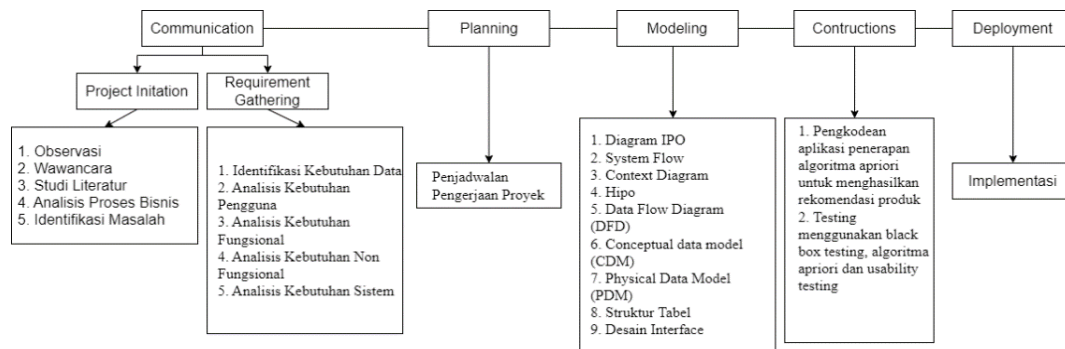 Communication
Planning
Modeling
Contructions
Deployment
Project Initation
Requirement
Gathering
1. Observasi
2. Wawancara
3. Studi Literatur
4. Analisis Proses Bisnis
5. Identifikasi Masalah
1. Identifikasi Kebutuhan Data
2. Analisis Kebutuhan
Pengguna
3. Analisis Kebutuhan
Fungsional
4. Analisis Kebutuhan Non
Fungsional
5. Analisis Kebutuhan Sistem
Penjadwalan
Pengerjaan Proyek
1. Diagram IPO
2. System Flow
3. Context Diagram
4. Hipo
5. Data Flow Diagram
(DFD)
6. Conceptual data model
(CDM)
7. Physical Data Model
(PDM)
8. Struktur Tabel
9. Desain Interface
1. Pengkodean
aplikasi penerapan
algoritma apriori
untuk menghasilkan
rekomendasi produk
2. Testing
menggunakan black
box testing, algoritma
apriori dan usability
testing
Implementasi